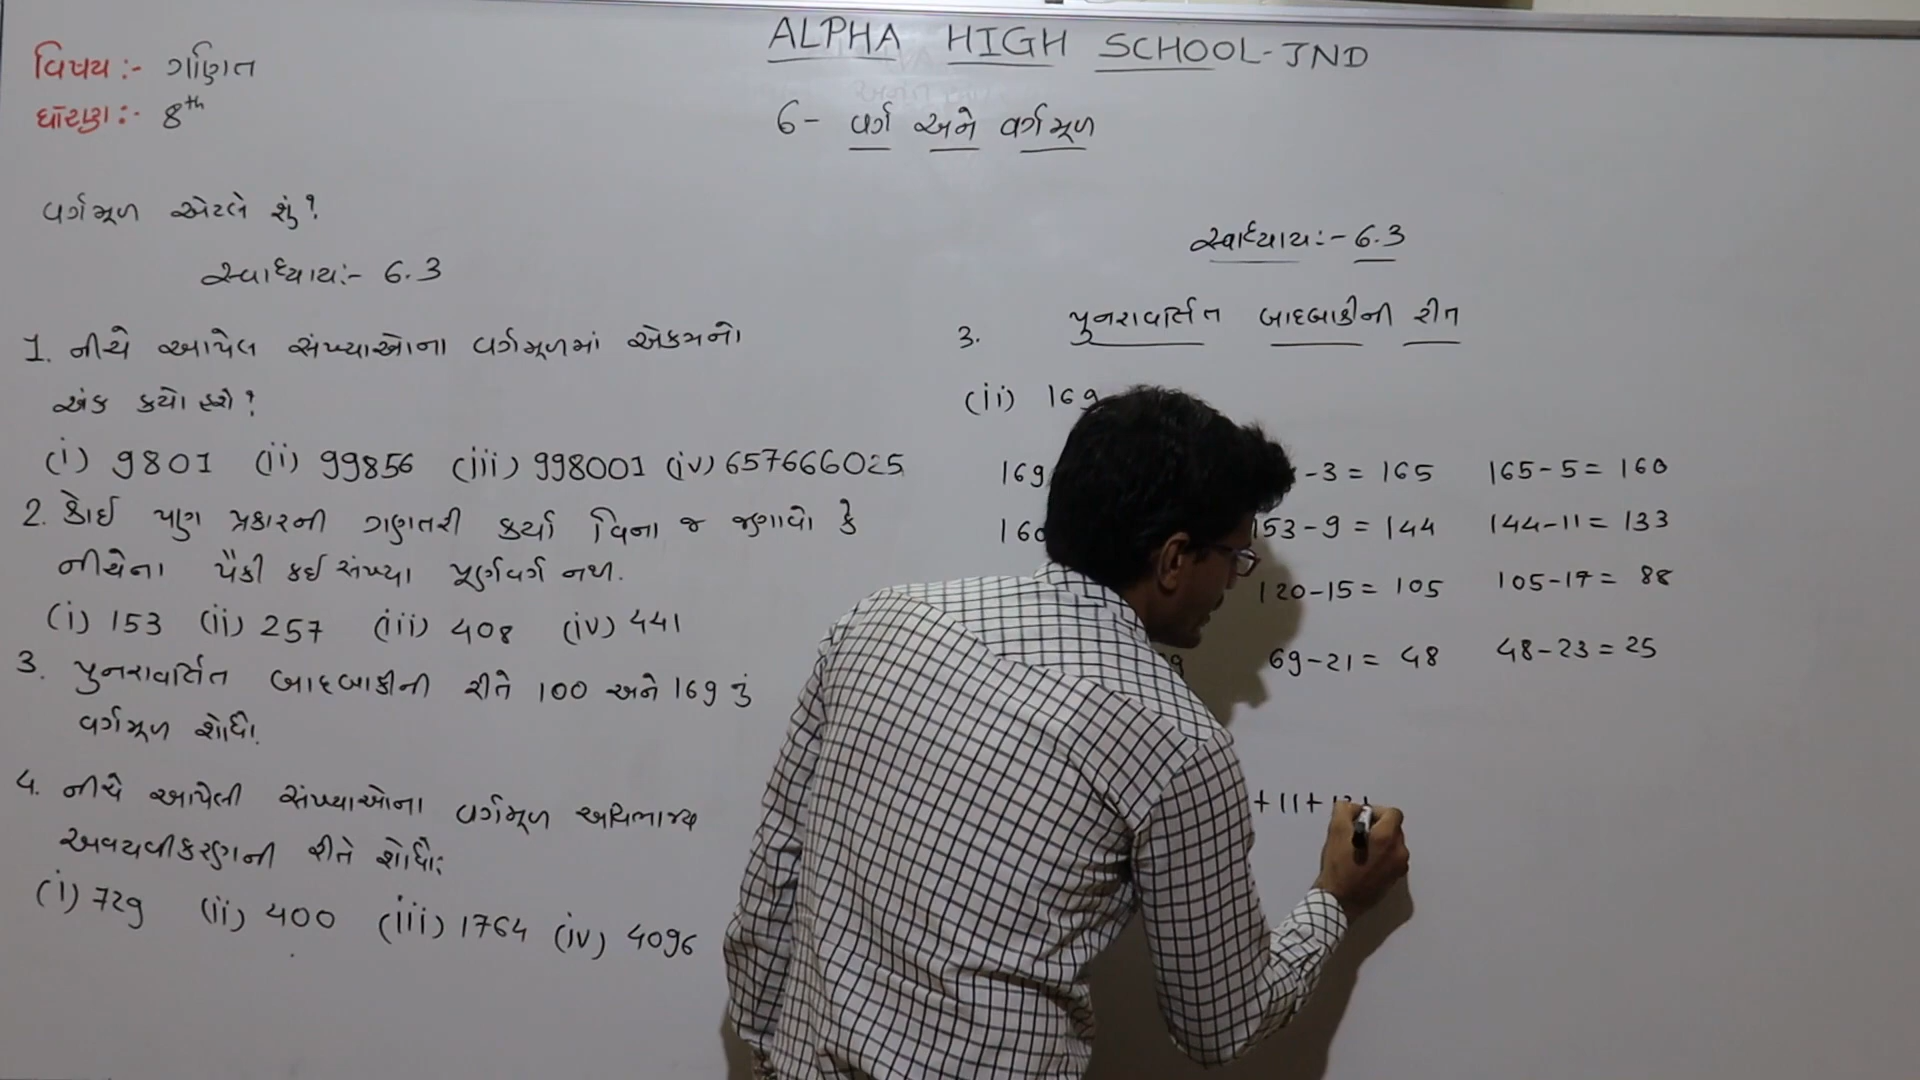 ALPHA HIGH SCHOOL-JND
વિષય:- ગણિત
ધોરણ:- 8th
6- વર્ગ અને વર્ગમૂળ
વર્ગમૂળ એટલે શું?
સ્વાધ્યાય:- 6.3
1. નીચે આપેલ સંખ્યાઓના વર્ગમૂળમાં એકમનો
અંક કયો હશે?
(i) 9801 (ii) 99856 (iii) 998001 (iv) 657666025
2. કોઈ પણ પ્રકારની ગણતરી કર્યા વિના જ જણાવો કે
નીચેના પૈકી કઈ સંખ્યા પૂર્ણવર્ગ નથી.
(i) 153 (ii) 257 (iii) 408 (iv) 441
3. પુનરાવર્તિત બાદબાકીની રીતે 100 અને 169 નું
વર્ગમૂળ શોધો.
4. નીચે આપેલી સંખ્યાઓના વર્ગમૂળ અવિભાજ્ય
અવયવીકરણની રીતે શોધો:
(i) 729 (ii) 400 (iii) 1764 (iv) 4096
સ્વાધ્યાય:- 6.3
3. પુનરાવર્તિત બાદબાકીની રીત
(ii) 169
169 -3 = 165 165-5 = 160
160 153-9 = 144 144-11 = 133
120-15 = 105 105-17 = 88
69-21 = 48 48-23 = 25
+11+